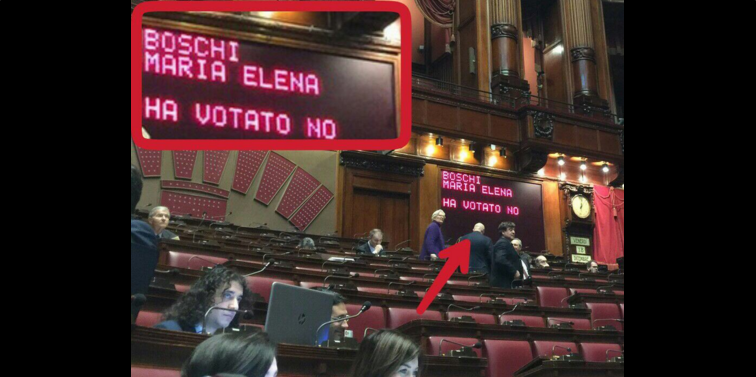 BOSCHI
MARIA ELENA
HA VOTATO NO
BOSCHI
MARIA ELENA
HA VOTATO NO